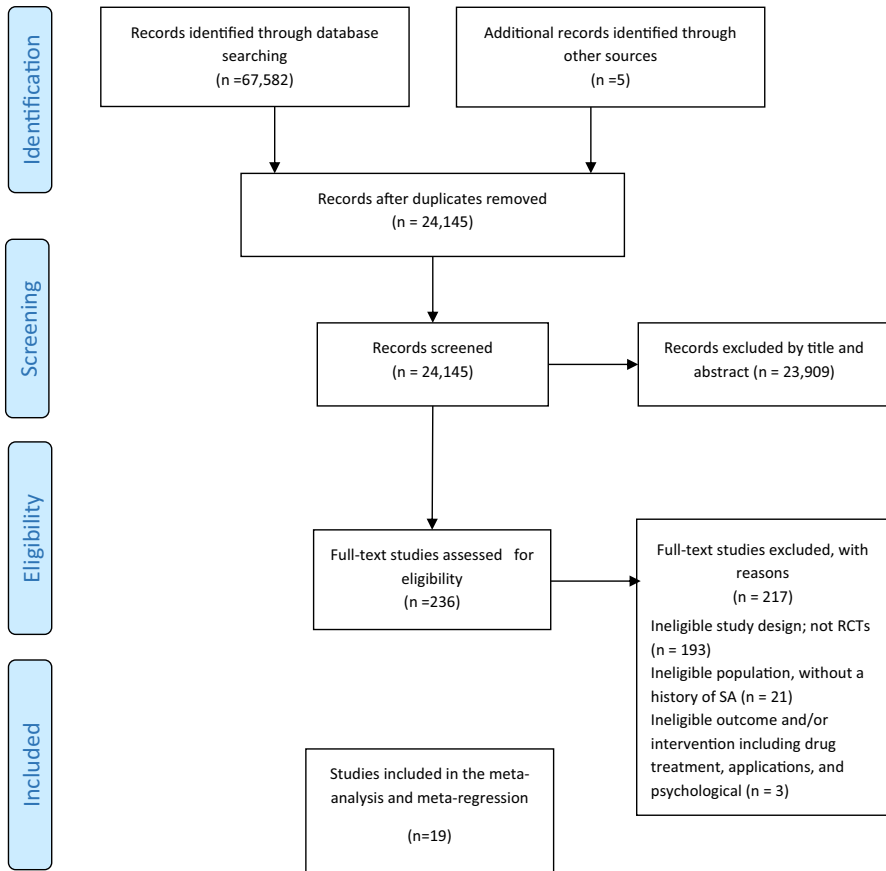 Identification
Records identified through database
searching
(n =67,582)
Additional records identified through
other sources
(n =5)
Records after duplicates removed
(n = 24,145)
Screening
Records screened
(n = 24,145)
Records excluded by title and
abstract (n = 23,909)
Eligibility
Full-text studies assessed for
eligibility
(n =236)
Full-text studies excluded, with
reasons
(n = 217)
Ineligible study design; not RCTs
(n = 193)
Ineligible population, without a
history of SA (n = 21)
Ineligible outcome and/or
intervention including drug
treatment, applications, and
psychological (n = 3)
Included
Studies included in the meta-
analysis and meta-regression
(n=19)